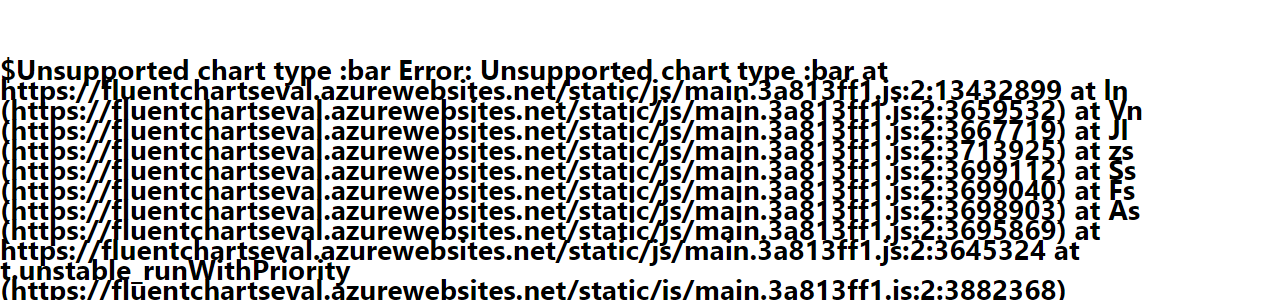 $Unsupported chart type :bar Error: Unsupported chart type :bar at
https://fluentchartseval.azurewebsites.net/static/js/main.3a813ff1.js:2:13432899 at ln
(https://fluentchartseval.azurewebsites.net/static/js/main.3a813ff1.js:2:3659532) at Vn
(https://fluentchartseval.azurewebsites.net/static/js/main.3a813ff1.js:2:3667719) at Jl
(https://fluentchartseval.azurewebsites.net/static/js/main.3a813ff1.js:2:3713925) at zs
(https://fluentchartseval.azurewebsites.net/static/js/main.3a813ff1.js:2:3699112) at Ss
(https://fluentchartseval.azurewebsites.net/static/js/main.3a813ff1.js:2:3699040) at Fs
(https://fluentchartseval.azurewebsites.net/static/js/main.3a813ff1.js:2:3698903) at As
(https://fluentchartseval.azurewebsites.net/static/js/main.3a813ff1.js:2:3695869) at
https://fluentchartseval.azurewebsites.net/static/js/main.3a813ff1.js:2:3645324 at
t.unstable_runWithPriority
(https://fluentchartseval.azurewebsites.net/static/js/main.3a813ff1.js:2:3882368)